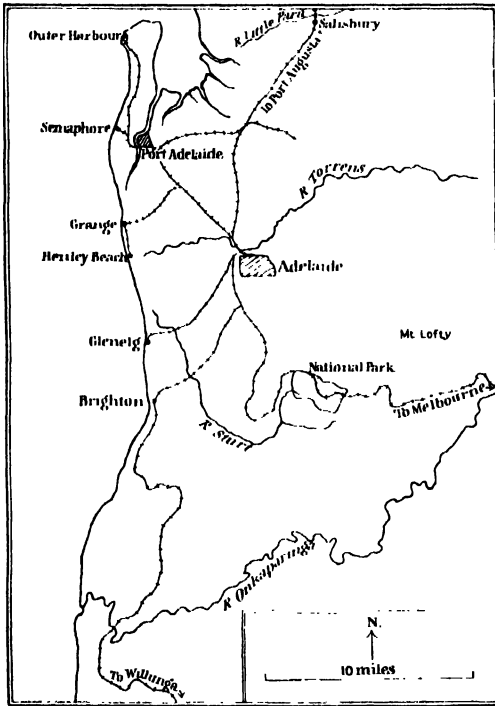 Outer Harbour
R Little Para
Salisbury
to Port Augusta
Semaphore
Port Adelaide
R Torrens
Grange
Henley Beach
Adelaide
Glenelg
Mt. Lofty
National Park
Brighton
To Melbourne
R Sturt
R Onkaparinga
N.
To Willunga
10 miles